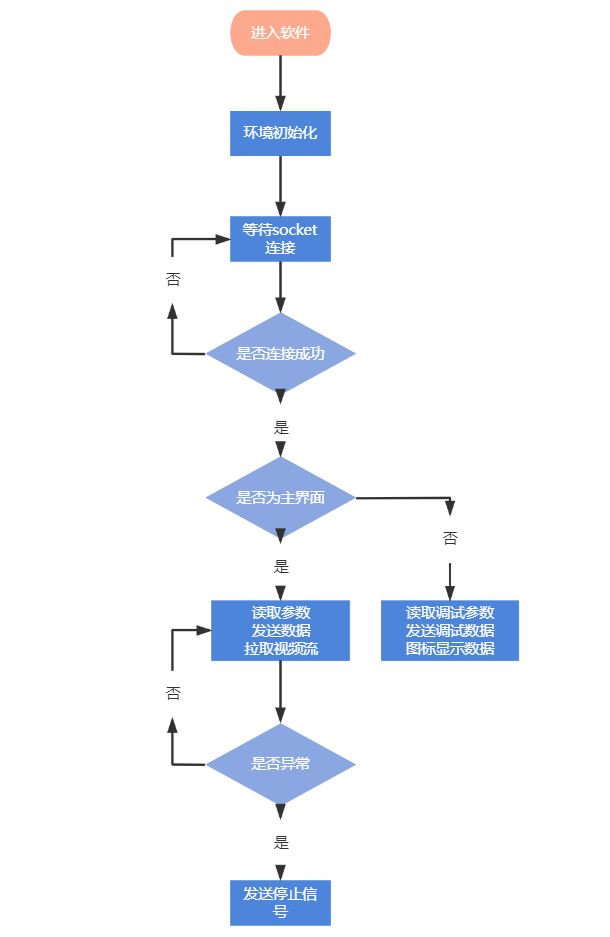 进入软件
环境初始化
等待socket
连接
否
是否连接成功
是
是否为主界面
否
是
读取参数
发送数据
拉取视频流
读取调试参数
发送调试数据
图标显示数据
否
是否异常
是
发送停止信
号